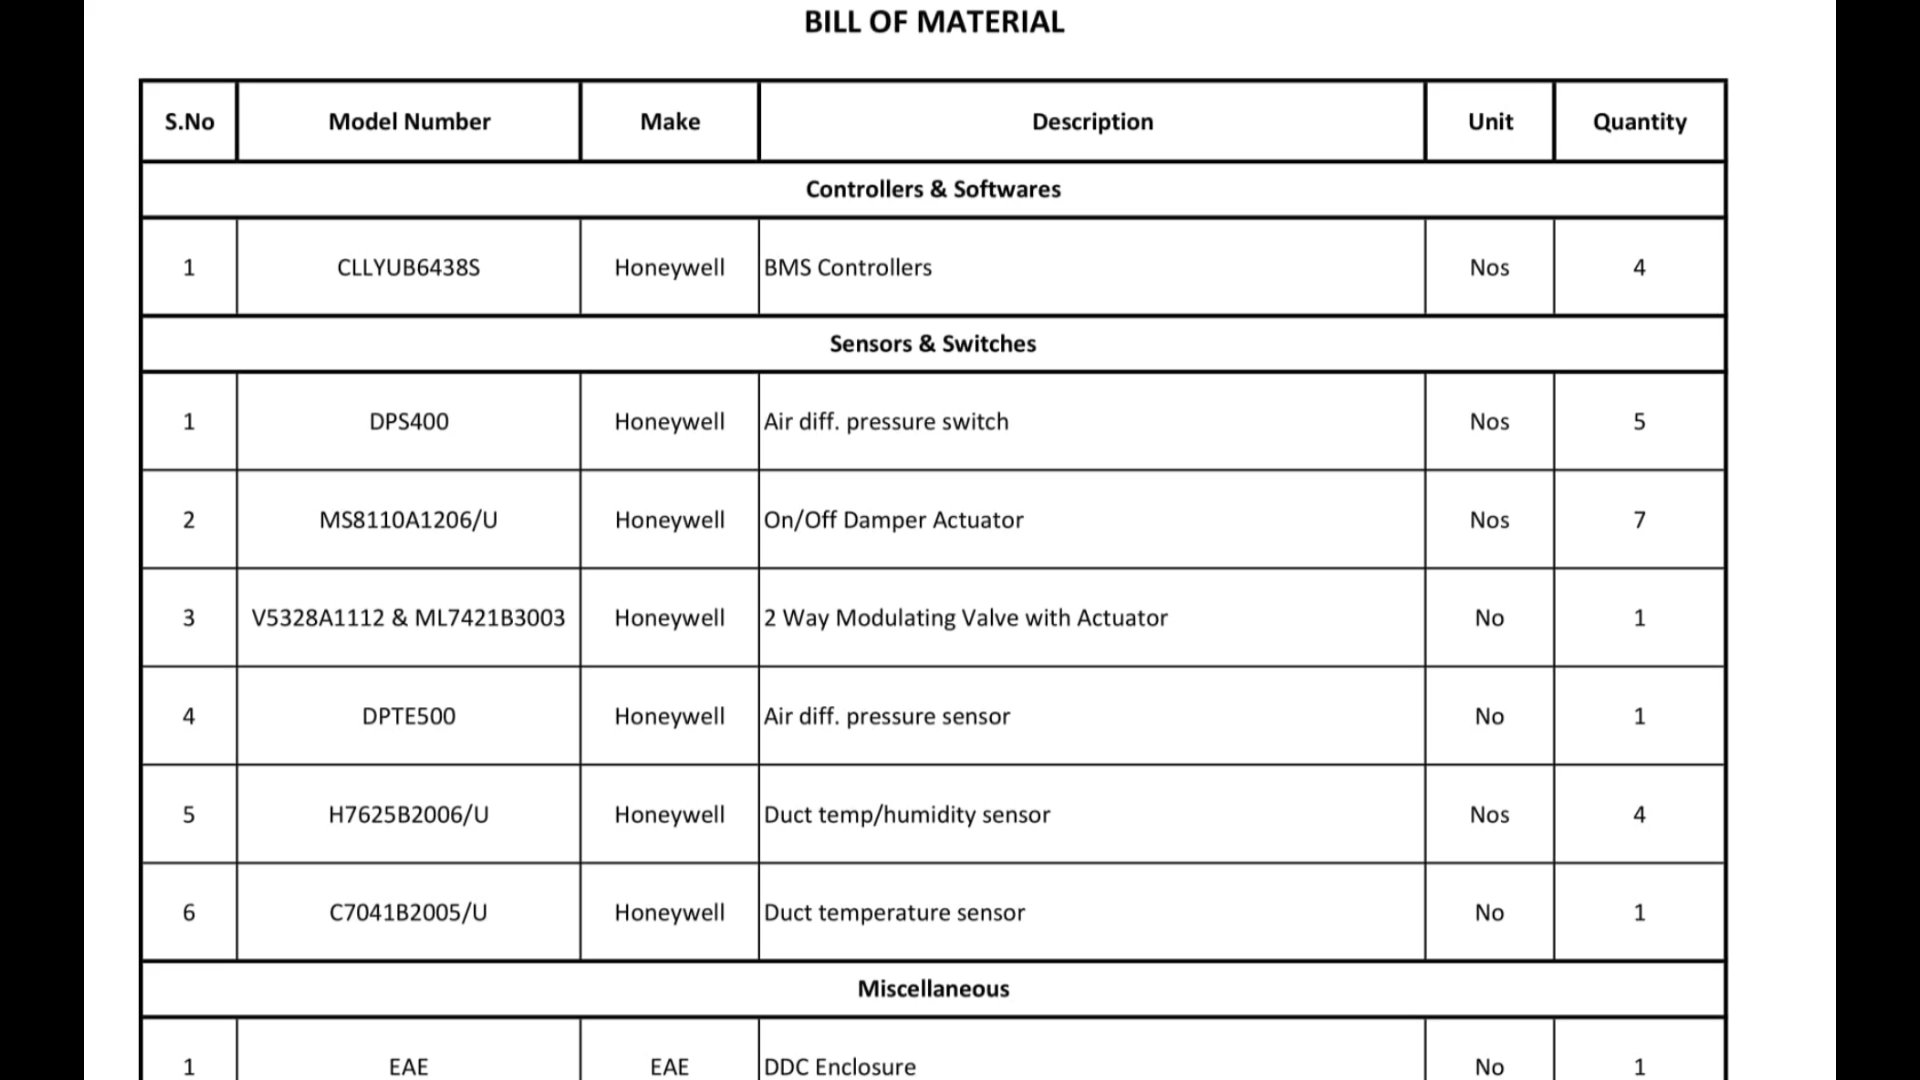 BILL OF MATERIAL
S.No Model Number Make Description Unit Quantity
Controllers & Softwares
1 CLLYUB6438S Honeywell BMS Controllers Nos 4
Sensors & Switches
1 DPS400 Honeywell Air diff. pressure switch Nos 5
2 MS8110A1206/U Honeywell On/Off Damper Actuator Nos 7
3 V5328A1112 & ML7421B3003 Honeywell 2 Way Modulating Valve with Actuator No 1
4 DPTE500 Honeywell Air diff. pressure sensor No 1
5 H7625B2006/U Honeywell Duct temp/humidity sensor Nos 4
6 C7041B2005/U Honeywell Duct temperature sensor No 1
Miscellaneous
1 EAE EAE DDC Enclosure No 1